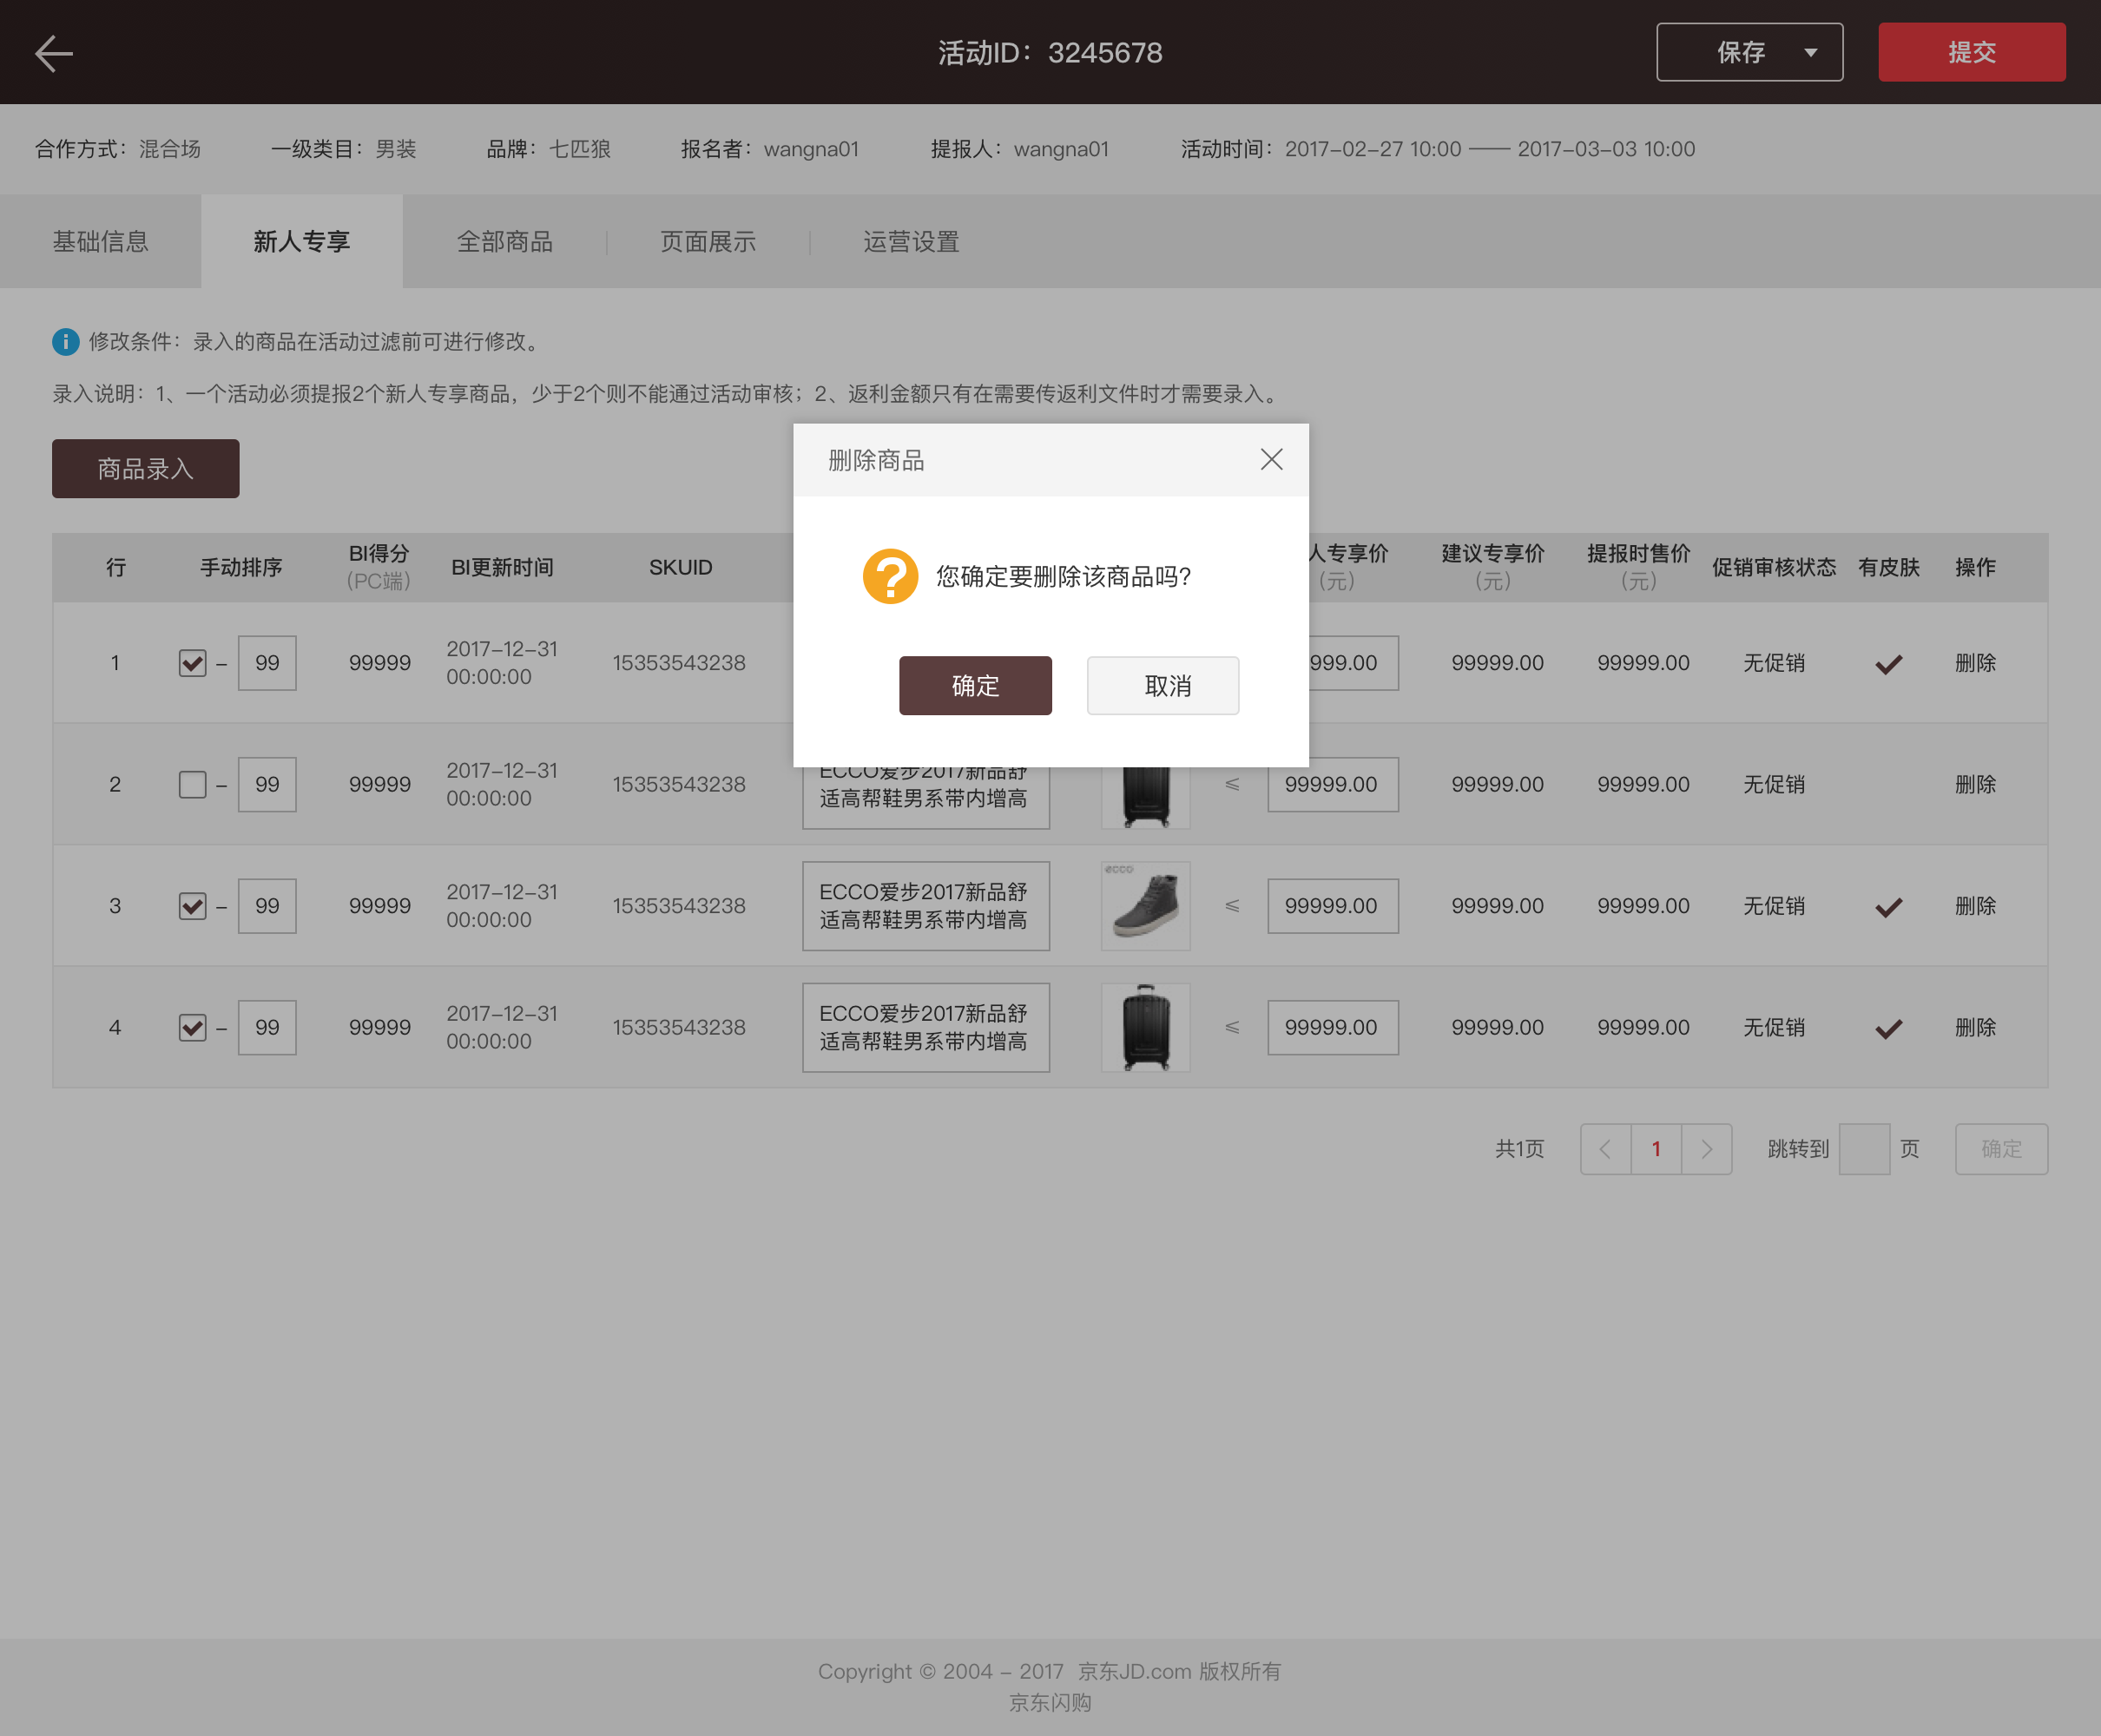 活动ID：3245678
保存
提交
合作方式：混合场 一级类目：男装 品牌：七匹狼 报名者：wangna01 提报人：wangna01 活动时间：2017-02-27 10:00 —— 2017-03-03 10:00
基础信息 新人专享 全部商品 页面展示 运营设置
修改条件：录入的商品在活动过滤前可进行修改。
录入说明：1、一个活动必须提报2个新人专享商品，少于2个则不能通过活动审核；2、返利金额只有在需要传返利文件时才需要录入。
商品录入
删除商品
您确定要删除该商品吗?
确定 取消
行 手动排序 BI得分 BI更新时间 SKUID 人专享价 建议专享价 提报时售价 促销审核状态 有皮肤 操作
(PC端) (元) (元) (元)
1 – 99 99999 2017-12-31 15353543238 999.00 99999.00 99999.00 无促销 删除
00:00:00
2 – 99 99999 2017-12-31 15353543238 ECCO爱步2017新品舒 ≤ 99999.00 99999.00 99999.00 无促销 删除
00:00:00 适高帮鞋男系带内增高
ecco
3 – 99 99999 2017-12-31 15353543238 ECCO爱步2017新品舒 ≤ 99999.00 99999.00 99999.00 无促销 删除
00:00:00 适高帮鞋男系带内增高
4 – 99 99999 2017-12-31 15353543238 ECCO爱步2017新品舒 ≤ 99999.00 99999.00 99999.00 无促销 删除
00:00:00 适高帮鞋男系带内增高
共1页 1 跳转到 页 确定
Copyright © 2004 - 2017 京东JD.com 版权所有
京东闪购